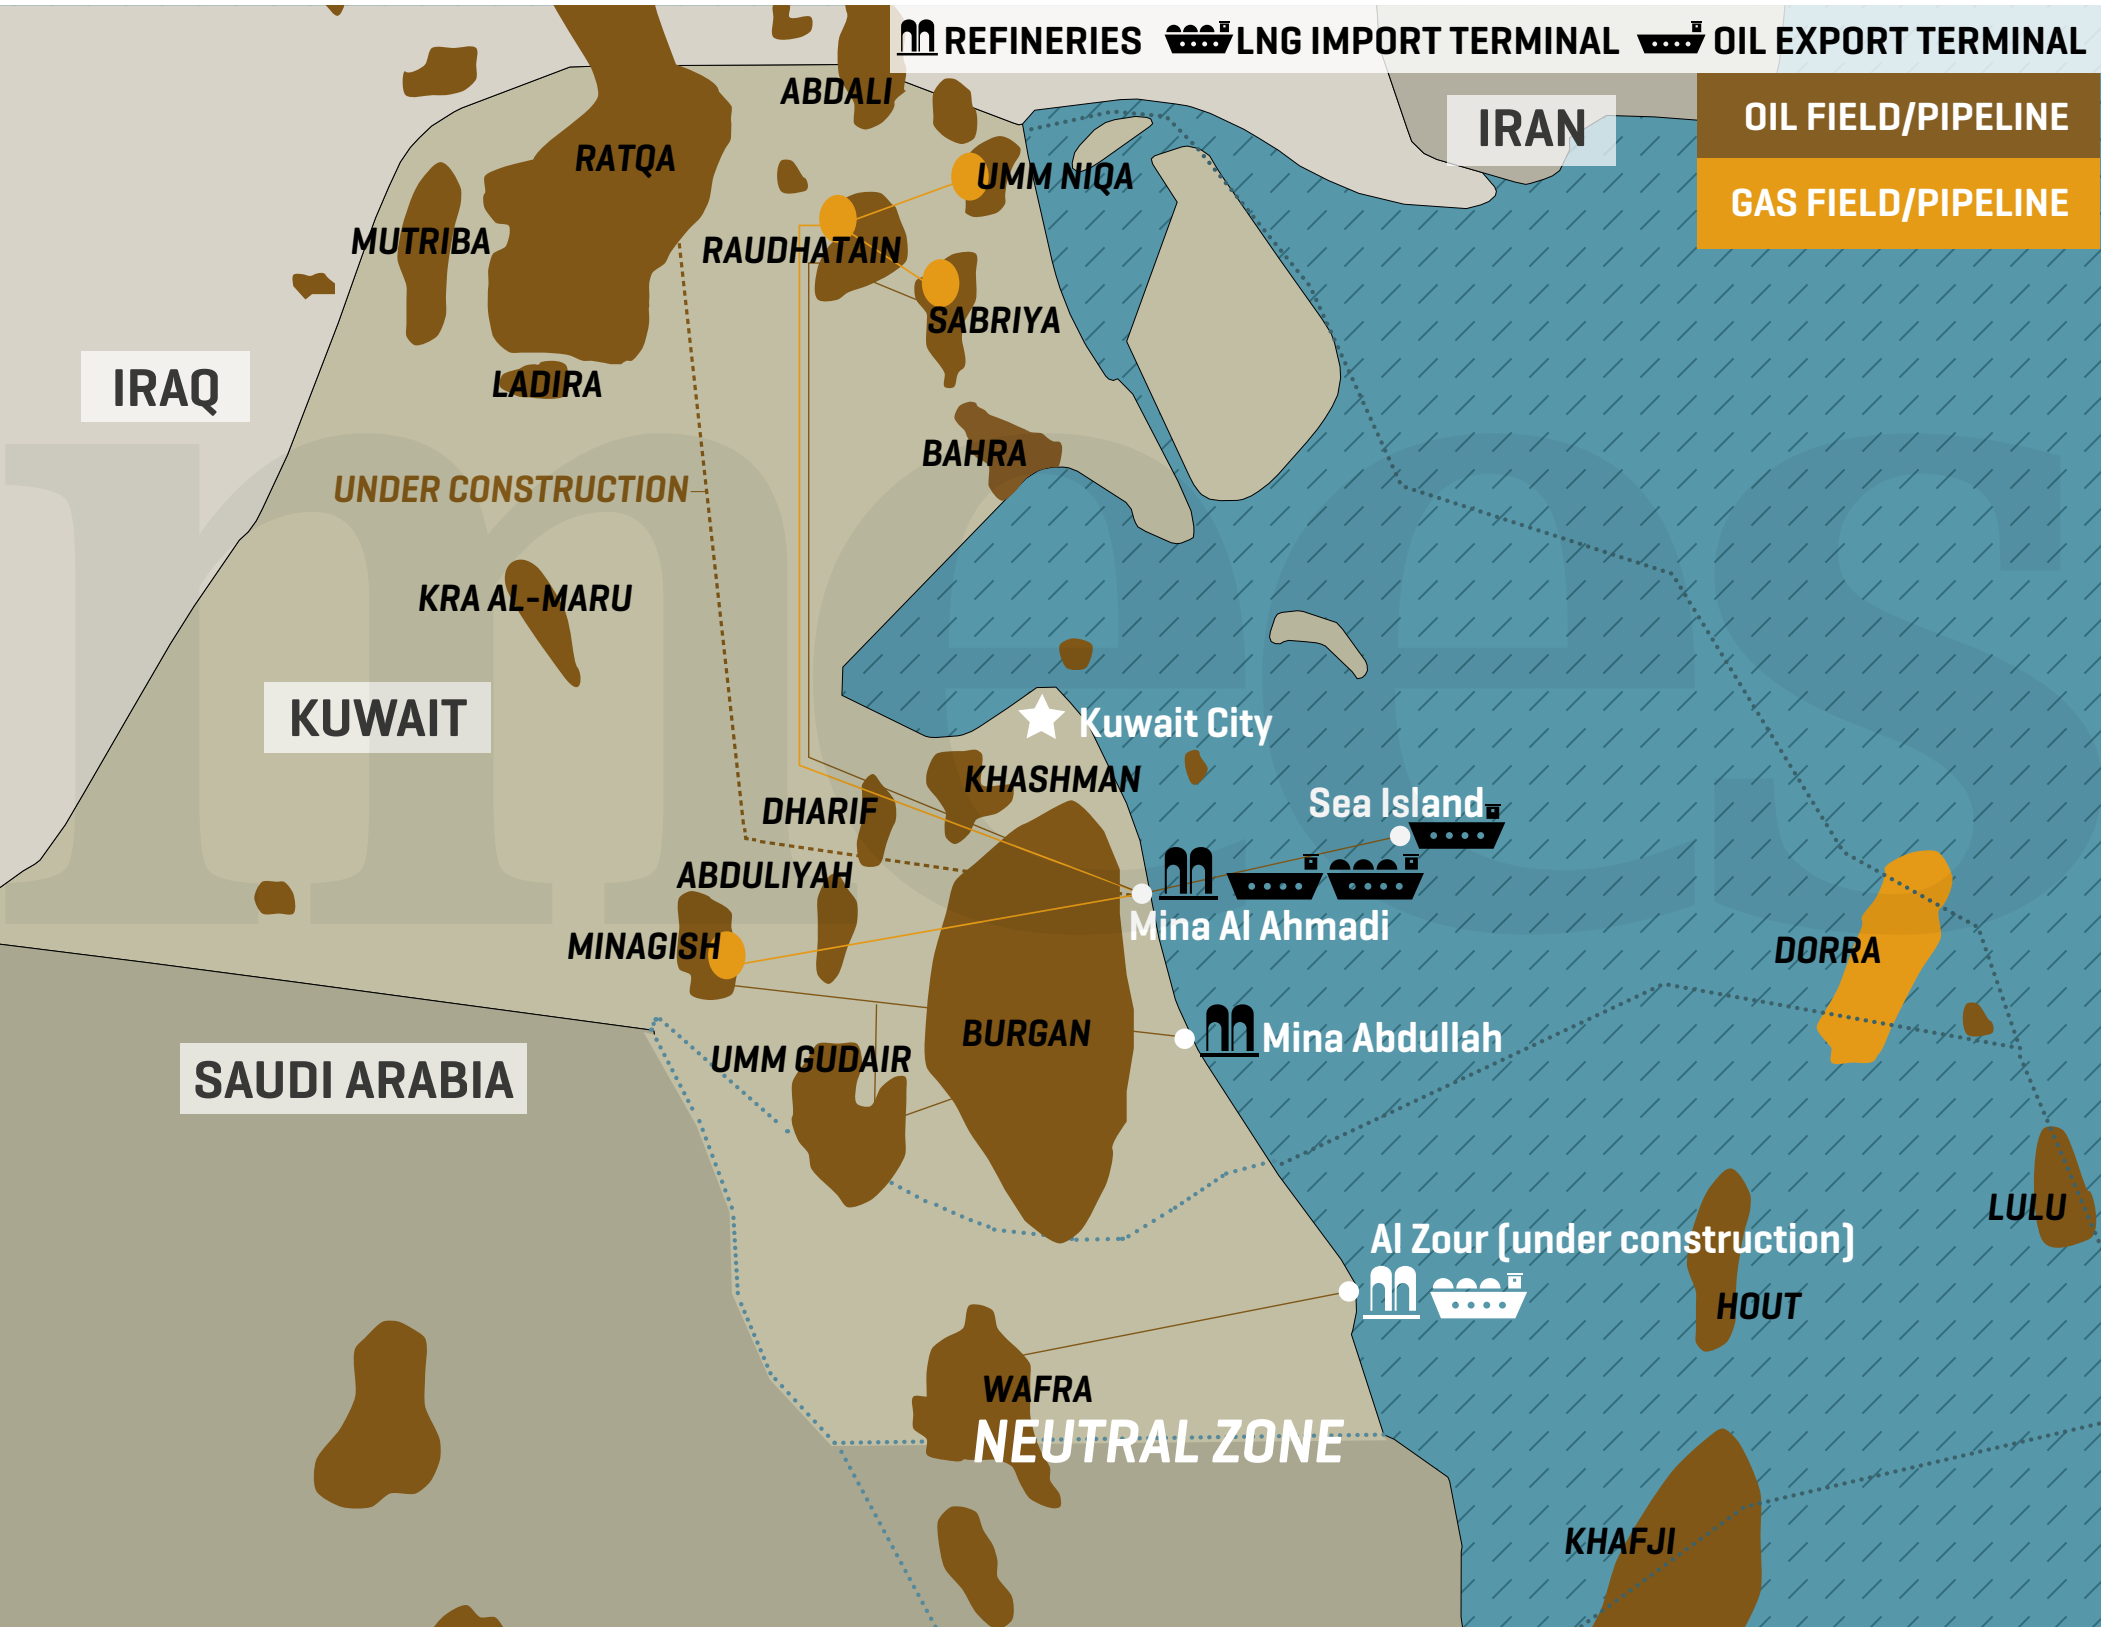 REFINERIES
LNG IMPORT TERMINAL
OIL EXPORT TERMINAL
OIL FIELD/PIPELINE
GAS FIELD/PIPELINE
ABDALI
IRAN
RATQA
UMM NIQA
MUTRIBA
RAUDHATAIN
SABRIYA
IRAQ
LADIRA
BAHRA
UNDER CONSTRUCTION
mees
KRA AL-MARU
KUWAIT
Kuwait City
KHASHMAN
DHARIF
Sea Island
ABDULIYAH
Mina Al Ahmadi
MINAGISH
DORRA
BURGAN
Mina Abdullah
UMM GUDAIR
SAUDI ARABIA
LULU
Al Zour (under construction)
HOUT
WAFRA
NEUTRAL ZONE
KHAFJI